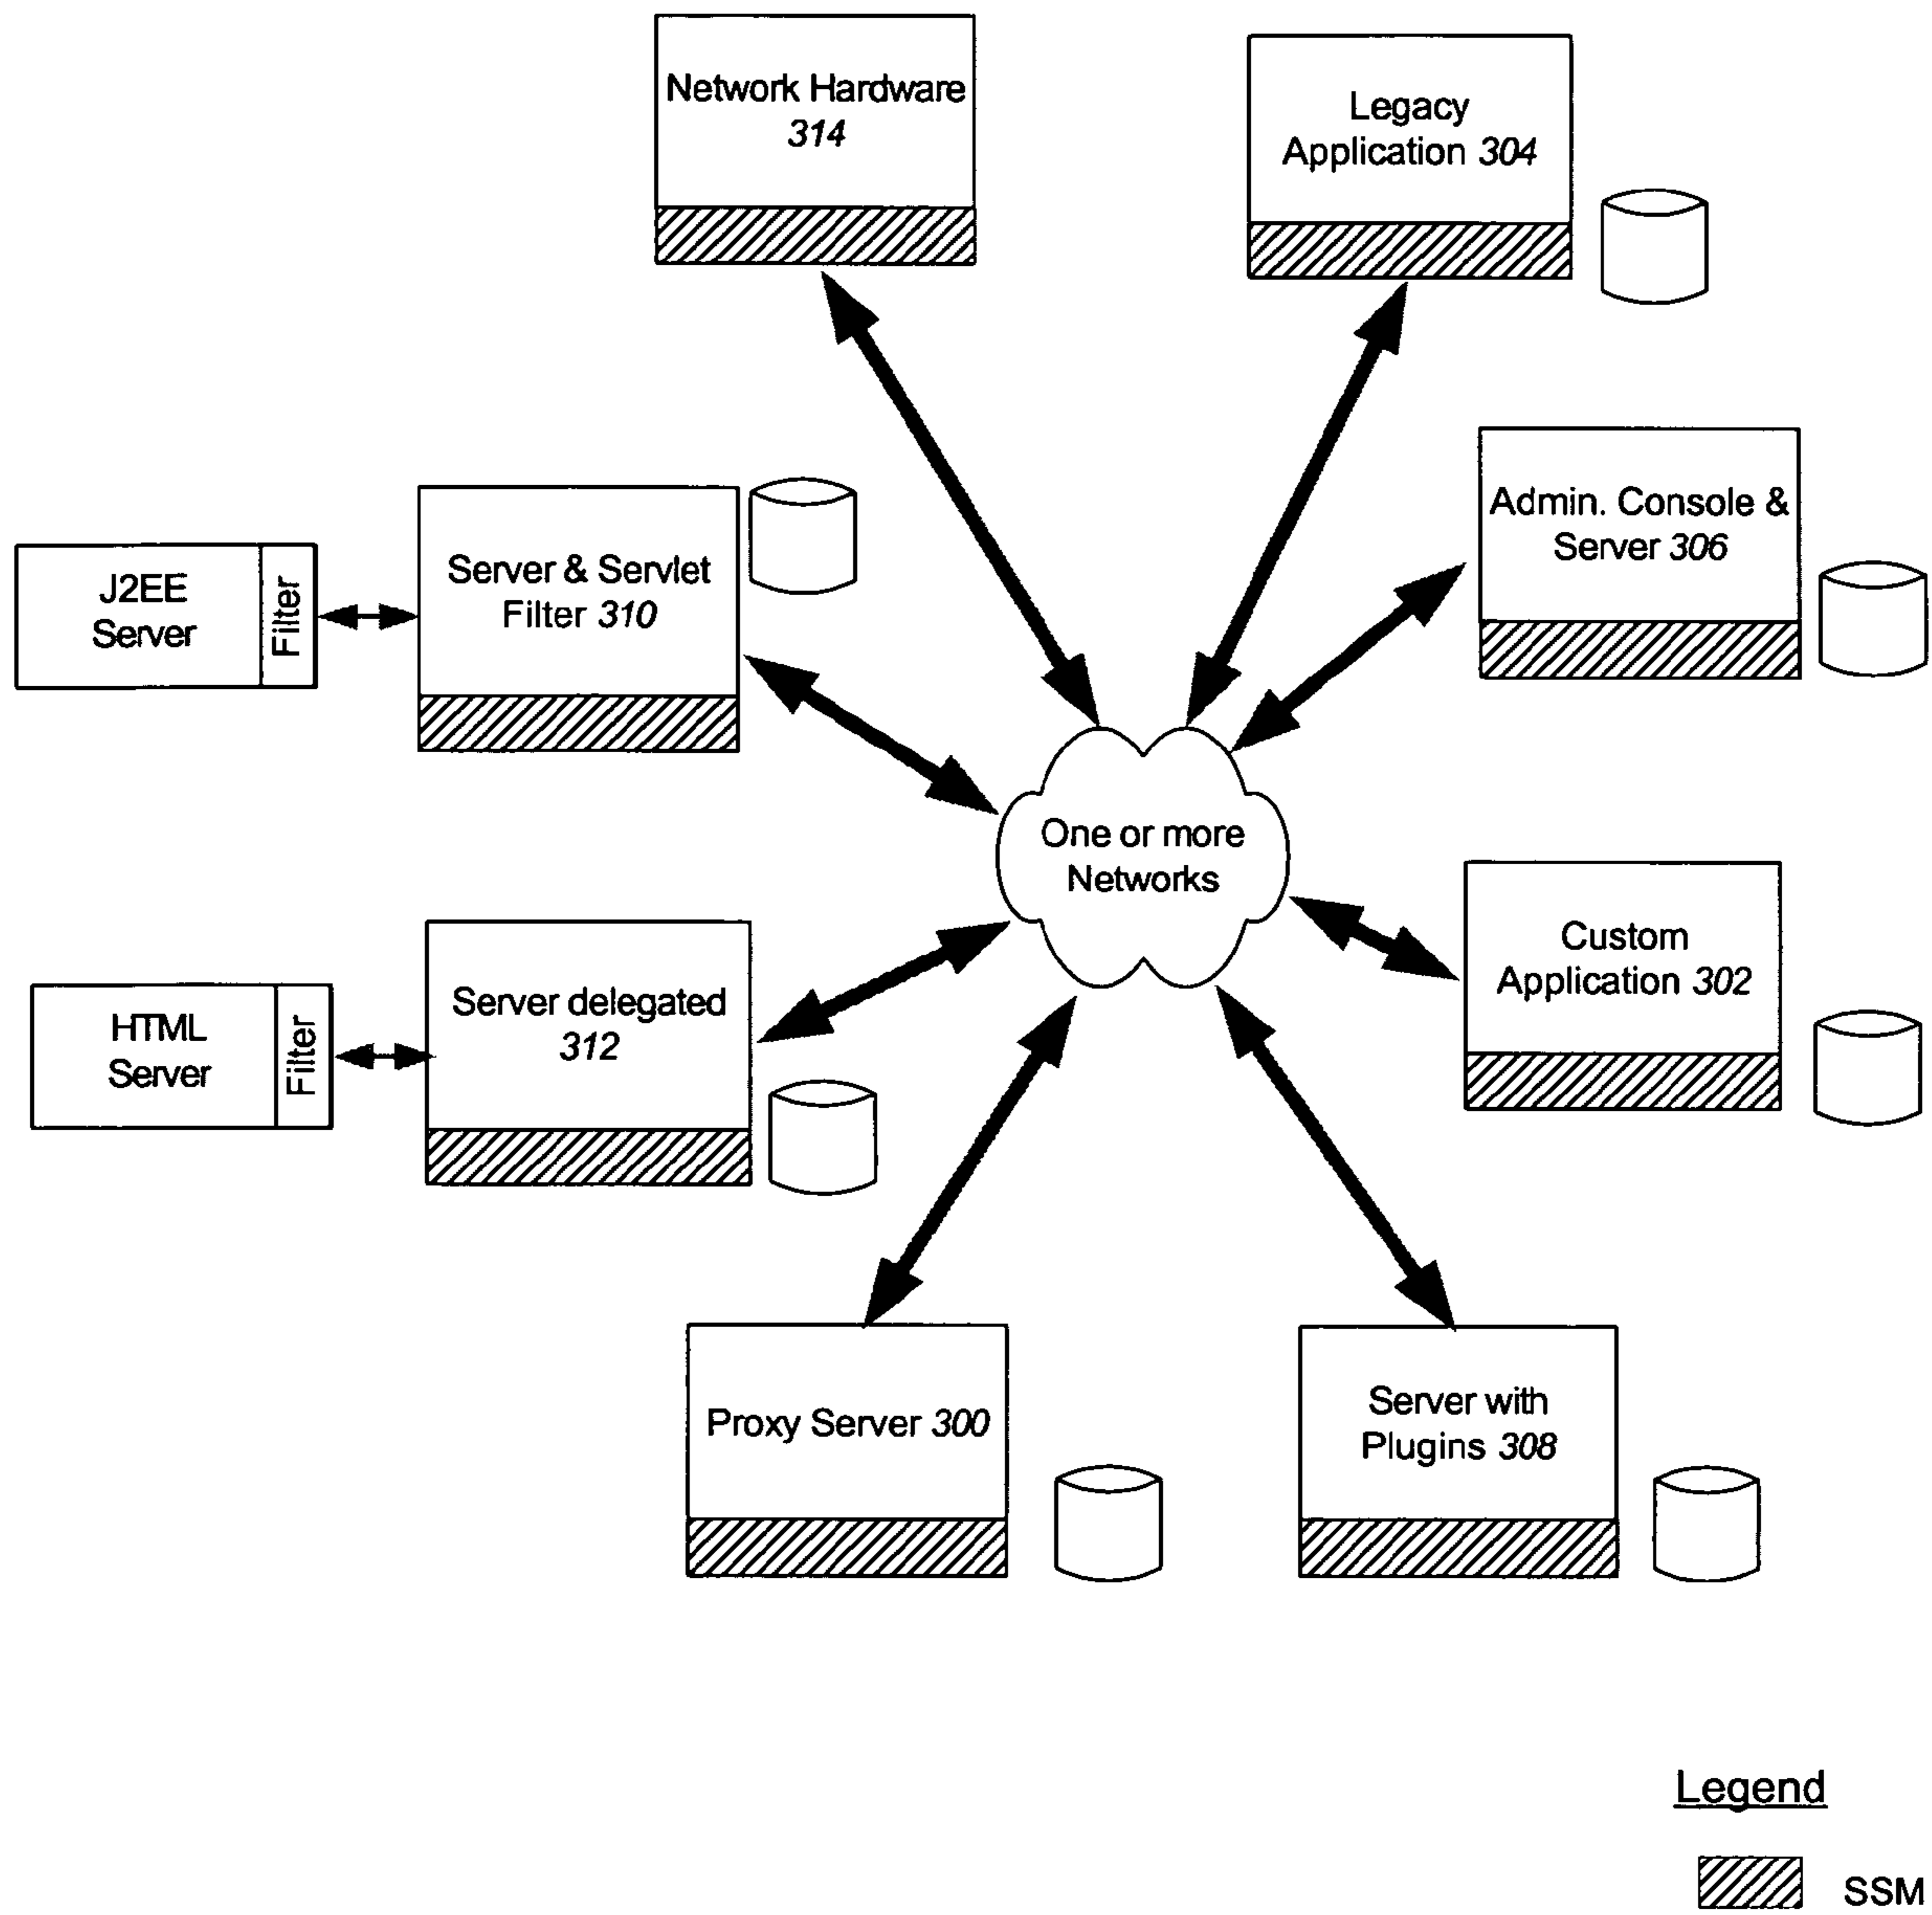 Network Hardware
314
Legacy
Application 304
Admin. Console &
Server 306
Server & Servlet
Filter 310
J2EE
Server
Filter
One or more
Networks
Custom
Application 302
Server delegated
312
HTML
Server
Filter
Proxy Server 300
Server with
Plugins 308
Legend
SSM